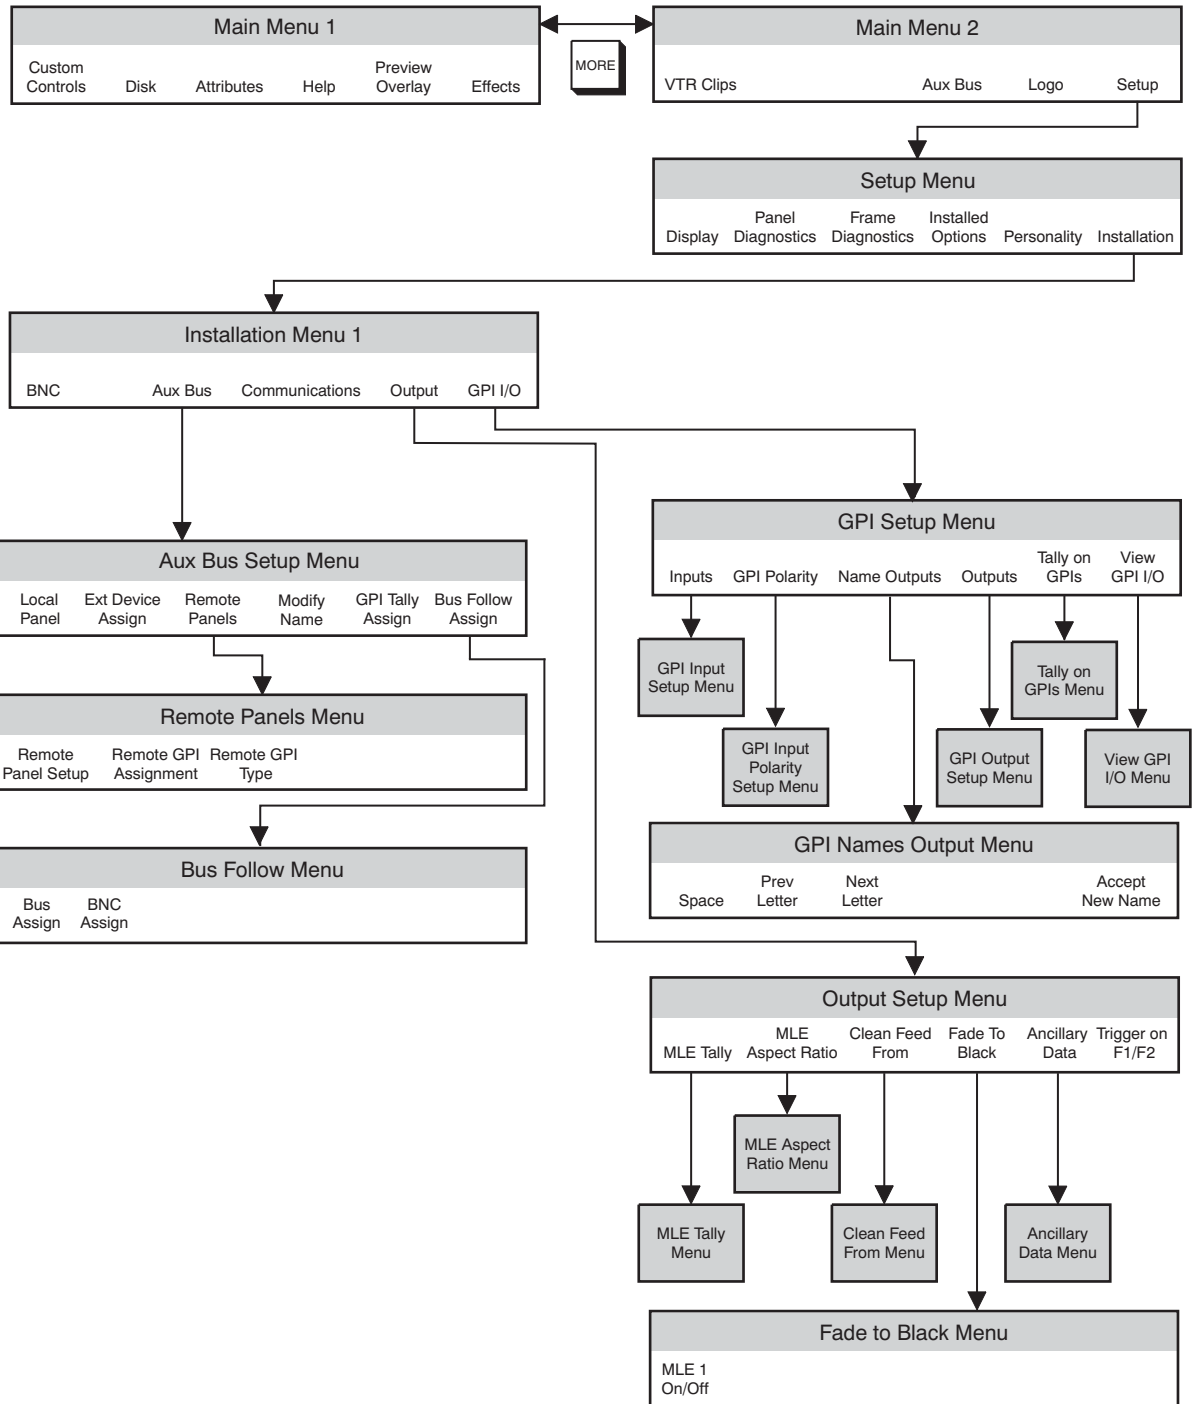 Main Menu 1
Custom Controls
Disk
Attributes
Help
Preview Overlay
Effects
MORE
Main Menu 2
VTR Clips
Aux Bus
Logo
Setup
Setup Menu
Display
Panel Diagnostics
Frame Diagnostics
Installed Options
Personality
Installation
Installation Menu 1
BNC
Aux Bus
Communications
Output
GPI I/O
Aux Bus Setup Menu
Local Panel
Ext Device Assign
Remote Panels
Modify Name
GPI Tally Assign
Bus Follow Assign
Remote Panels Menu
Remote Panel Setup
Remote GPI Assignment
Remote GPI Type
Bus Follow Menu
Bus Assign
BNC Assign
GPI Setup Menu
Inputs
GPI Polarity
Name Outputs
Outputs
Tally on GPIs
View GPI I/O
GPI Input Setup Menu
GPI Input Polarity Setup Menu
GPI Output Setup Menu
Tally on GPIs Menu
View GPI I/O Menu
GPI Names Output Menu
Space
Prev Letter
Next Letter
Accept New Name
Output Setup Menu
MLE Tally
MLE Aspect Ratio
Clean Feed From
Fade To Black
Ancillary Data
Trigger on F1/F2
MLE Aspect Ratio Menu
MLE Tally Menu
Clean Feed From Menu
Ancillary Data Menu
Fade to Black Menu
MLE 1 On/Off